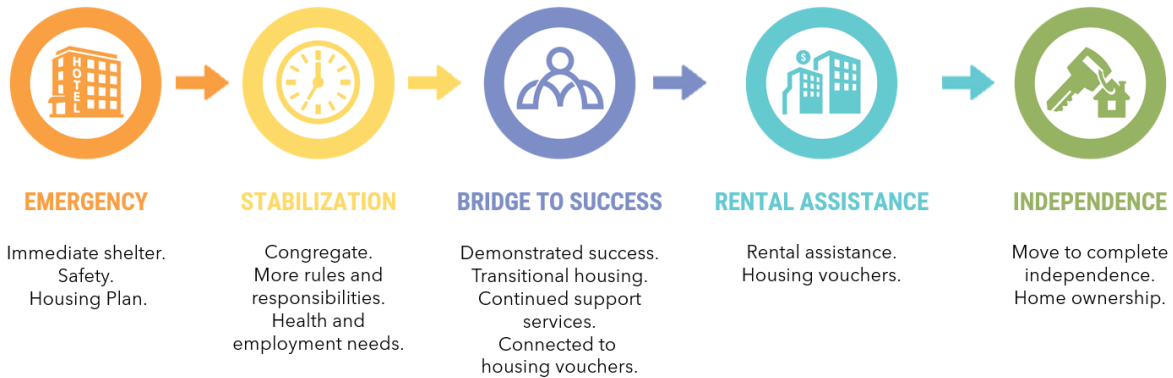 HOTEL
$
EMERGENCY
Immediate shelter.
Safety.
Housing Plan.
STABILIZATION
Congregate.
More rules and
responsibilities.
Health and
employment needs.
BRIDGE TO SUCCESS
Demonstrated success.
Transitional housing.
Continued support
services.
Connected to
housing vouchers.
RENTAL ASSISTANCE
Rental assistance.
Housing vouchers.
INDEPENDENCE
Move to complete
independence.
Home ownership.